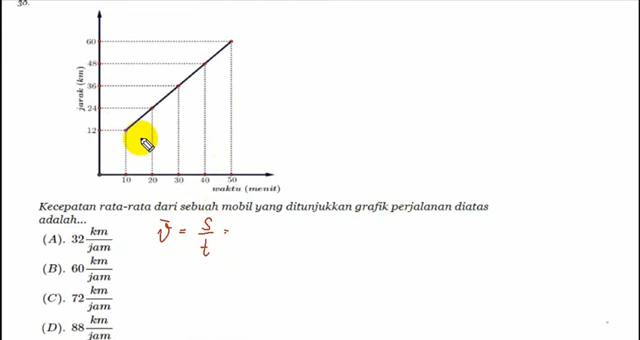 30.
60
48
36
24
12
jarak (km)
10 20 30 40 50
waktu (menit)
Kecepatan rata-rata dari sebuah mobil yang ditunjukkan grafik perjalanan diatas
adalah...
(A). 32 km/jam
(B). 60 km/jam
(C). 72 km/jam
(D). 88 km/jam
v̄ = s/t =